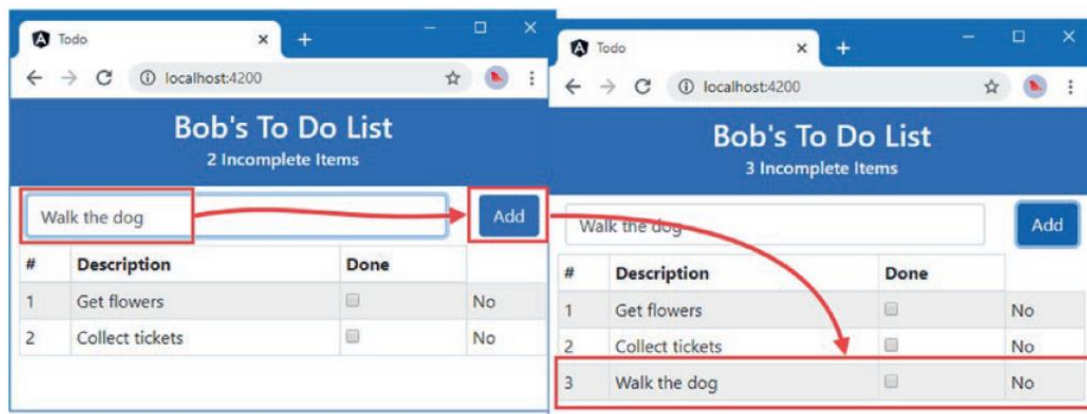 Todo
localhost:4200
Bob's To Do List
2 Incomplete Items
Walk the dog
Add
# Description Done
1 Get flowers No
2 Collect tickets No
Todo
localhost:4200
Bob's To Do List
3 Incomplete Items
Walk the dog
Add
# Description Done
1 Get flowers No
2 Collect tickets No
3 Walk the dog No